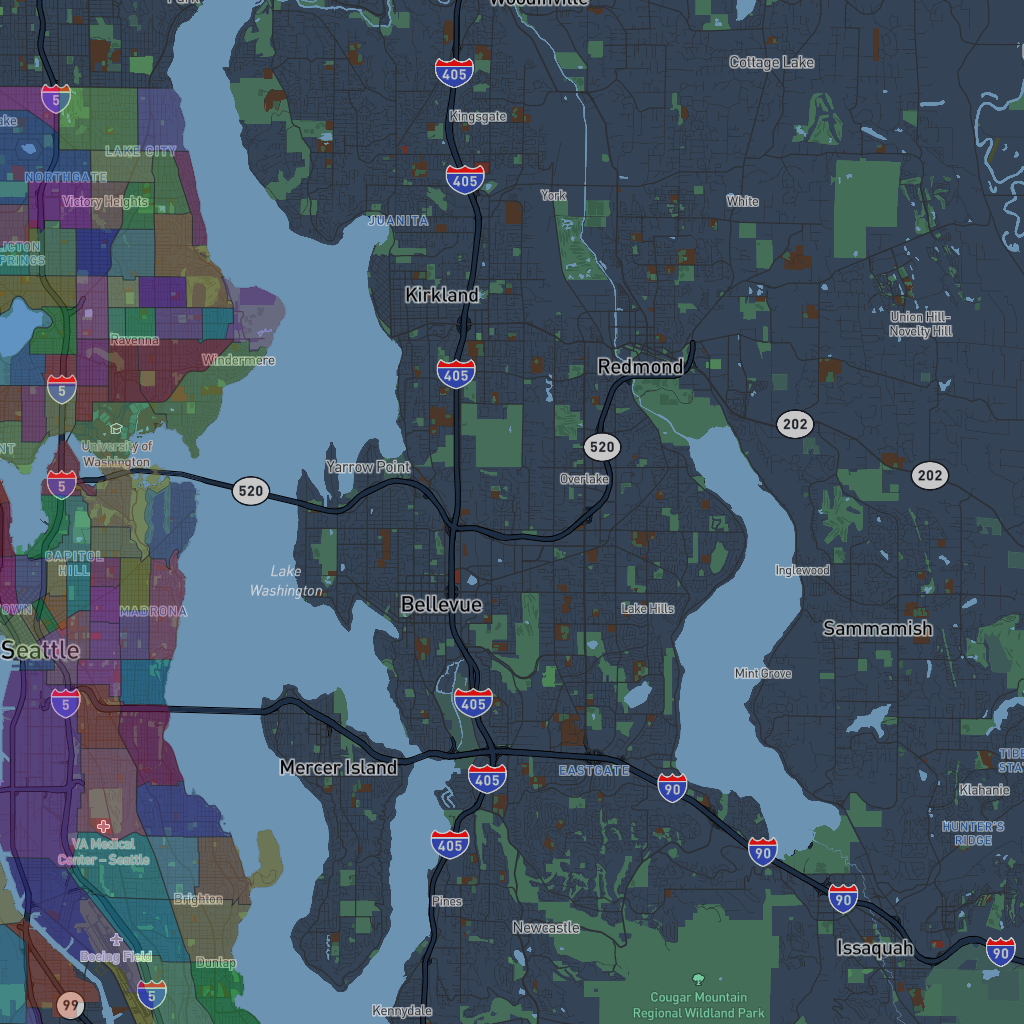 Woodinville
Cottage Lake
405
5
Kingsgate
LAKE CITY
NORTHGATE
405
Victory Heights
York
White
JUANITA
Kirkland
Union Hill-
Novelty Hill
Ravenna
Windermere
Redmond
405
5
202
University of
Washington
520
Yarrow Point
202
Overlake
5
520
CAPITOL
HILL
Lake
Washington
Inglewood
Bellevue
MADRONA
Lake Hills
Sammamish
Seattle
Mint Grove
5
405
Mercer Island
EASTGATE
405
90
Klahanie
HUNTER'S
RIDGE
VA Medical
Center – Seattle
405
90
Brighton
Pines
90
Newcastle
Issaquah
90
Boeing Field
Dunlap
5
99
Cougar Mountain
Regional Wildland Park
Kennydale